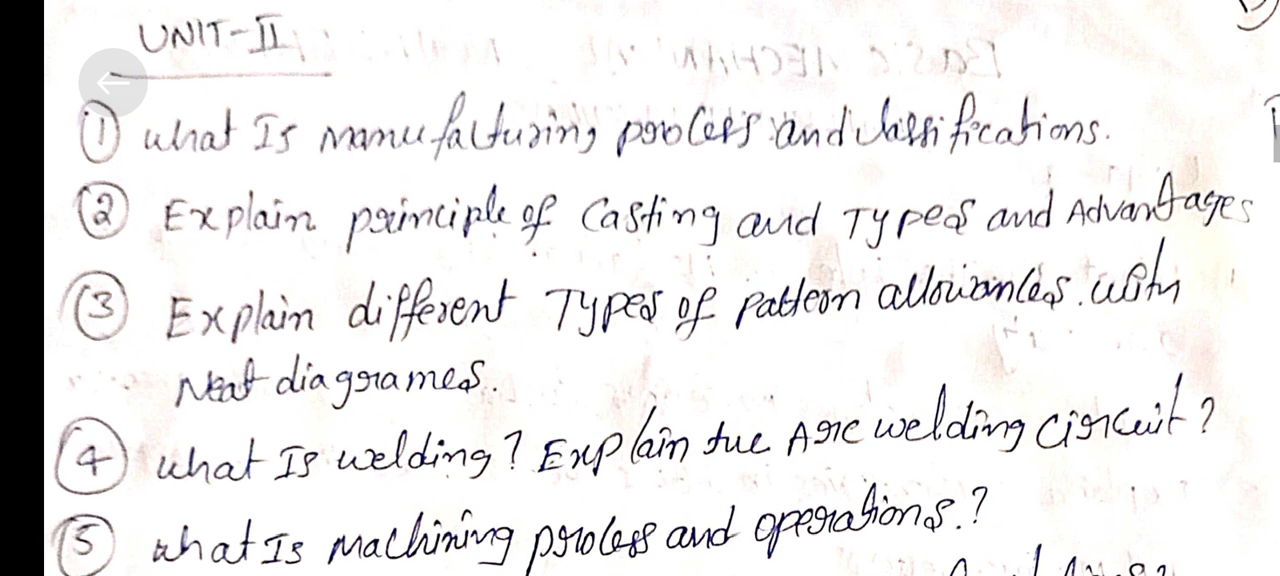 UNIT-II
① what Is Manufacturing process and classifications.
② Explain principle of Casting and Types and Advantages
③ Explain different Types of pattern allowances. with
Neat diagrames.
④ what Is welding? Explain the Arc welding circuit?
⑤ what Is Machining process and operations.?